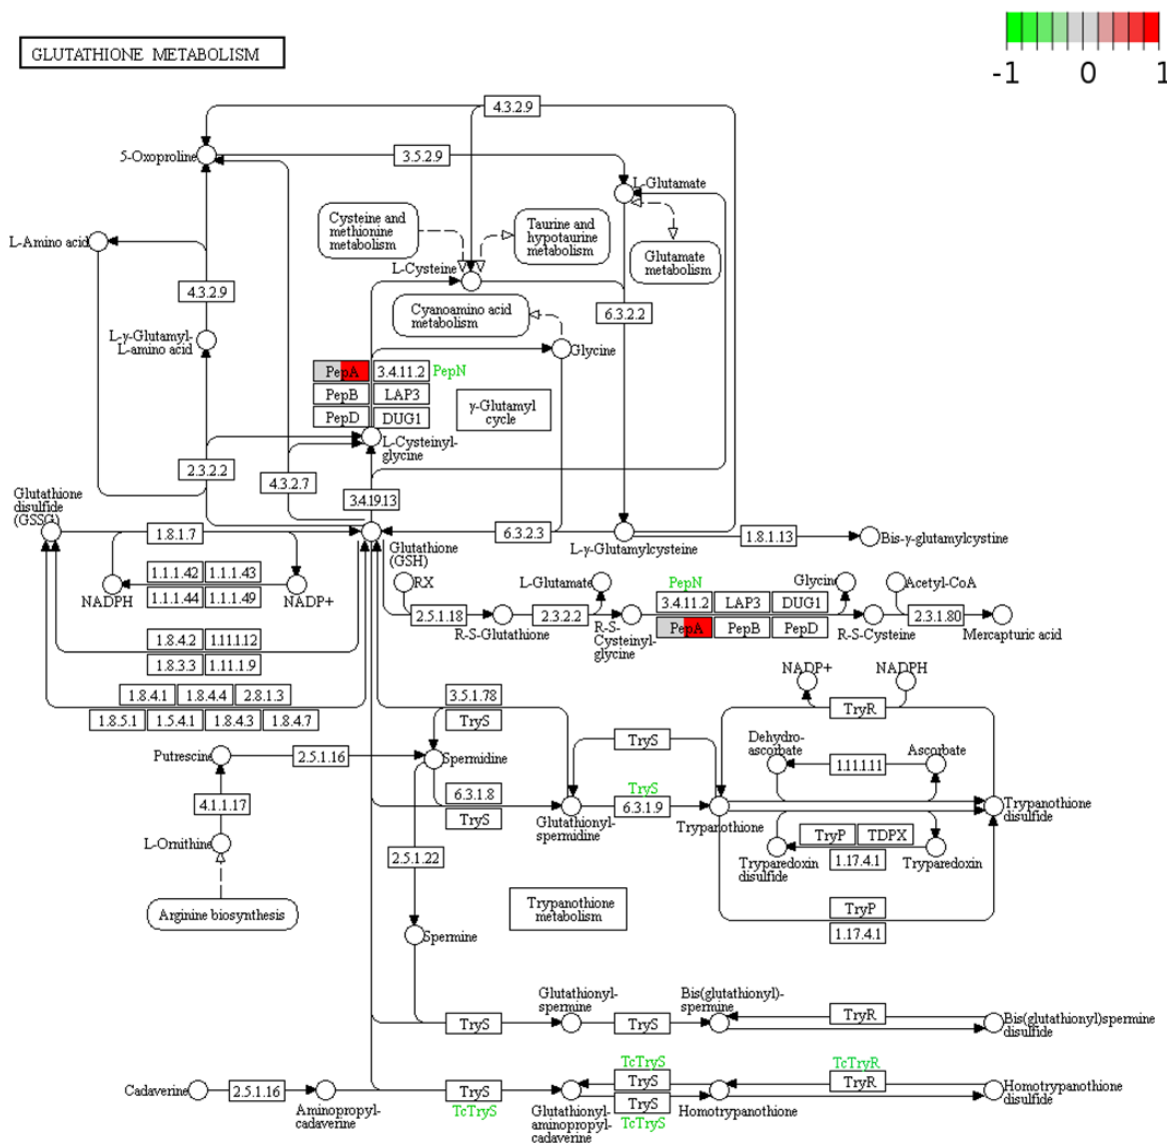 GLUTATHIONE METABOLISM
-1 0 1
4.3.2.9
5-Oxoproline
3.5.2.9
L-Glutamate
Cysteine and
methionine
metabolism
Taurine and
hypotaurine
metabolism
L-Amino acid
Glutamate
metabolism
L-Cysteine
4.3.2.9
Cyanoamino acid
metabolism
6.3.2.2
L-γ-Glutamyl-
L-amino acid
Glycine
PepA 3.4.11.2 PepN
PepB LAP3
PepD DUG1
γ-Glutamyl
cycle
L-Cysteinyl-
glycine
2.3.2.2
4.3.2.7
3.4.19.13
Glutathione
disulfide
(GSSG)
1.8.1.7
Glutathione
(GSH)
6.3.2.3
L-γ-Glutamylcysteine
1.8.1.13
Bis-γ-glutamylcystine
1.1.1.42 1.1.1.43
1.1.1.44 1.1.1.49
NADPH
NADP+
RX
L-Glutamate
PepN
Glycine
Acetyl-CoA
2.5.1.18
R-S-Glutathione
2.3.2.2
R-S-
Cysteinyl-
glycine
3.4.11.2 LAP3 DUG1
PepA PepB PepD
R-S-Cysteine
2.3.1.80
Mercapturic acid
1.8.4.2 1.11.1.12
1.8.3.3 1.11.1.9
1.8.4.1 1.8.4.4 2.8.1.3
1.8.5.1 1.5.4.1 1.8.4.3 1.8.4.7
3.5.1.78
TryS
NADP+
NADPH
TryR
Putrescine
2.5.1.16
Spermidine
TryS
Dehydro-
ascorbate
Ascorbate
1.11.1.11
4.1.1.17
6.3.1.8
TryS
Glutathionyl-
spermidine
TryS
6.3.1.9
Trypanothione
Trypanothione
disulfide
L-Ornithine
2.5.1.22
TryP TDPX
1.17.4.1
Tryparedoxin
disulfide
Tryparedoxin
Arginine biosynthesis
Trypanothione
metabolism
TryP
1.17.4.1
Spermine
Glutathionyl-
spermine
Bis(glutathionyl)-
spermine
TryS
TryS
TryR
Bis(glutathionyl)spermine
disulfide
Cadaverine
2.5.1.16
Aminopropyl-
cadaverine
TryS
TcTryS
Glutathionyl-
aminopropyl-
cadaverine
TcTryS
TryS
TryS
TcTryS
Homotrypanothione
TcTryR
TryR
Homotrypanothione
disulfide